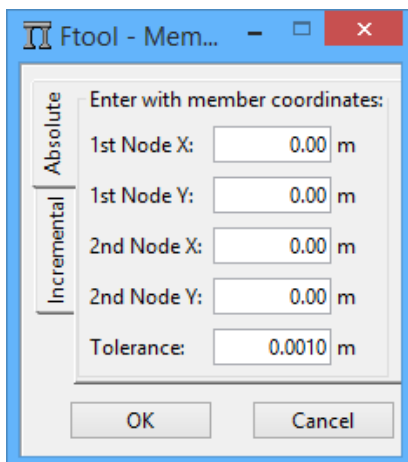 Ftool - Mem...
Absolute
Incremental
Enter with member coordinates:
1st Node X: 0.00 m
1st Node Y: 0.00 m
2nd Node X: 0.00 m
2nd Node Y: 0.00 m
Tolerance: 0.0010 m
OK Cancel